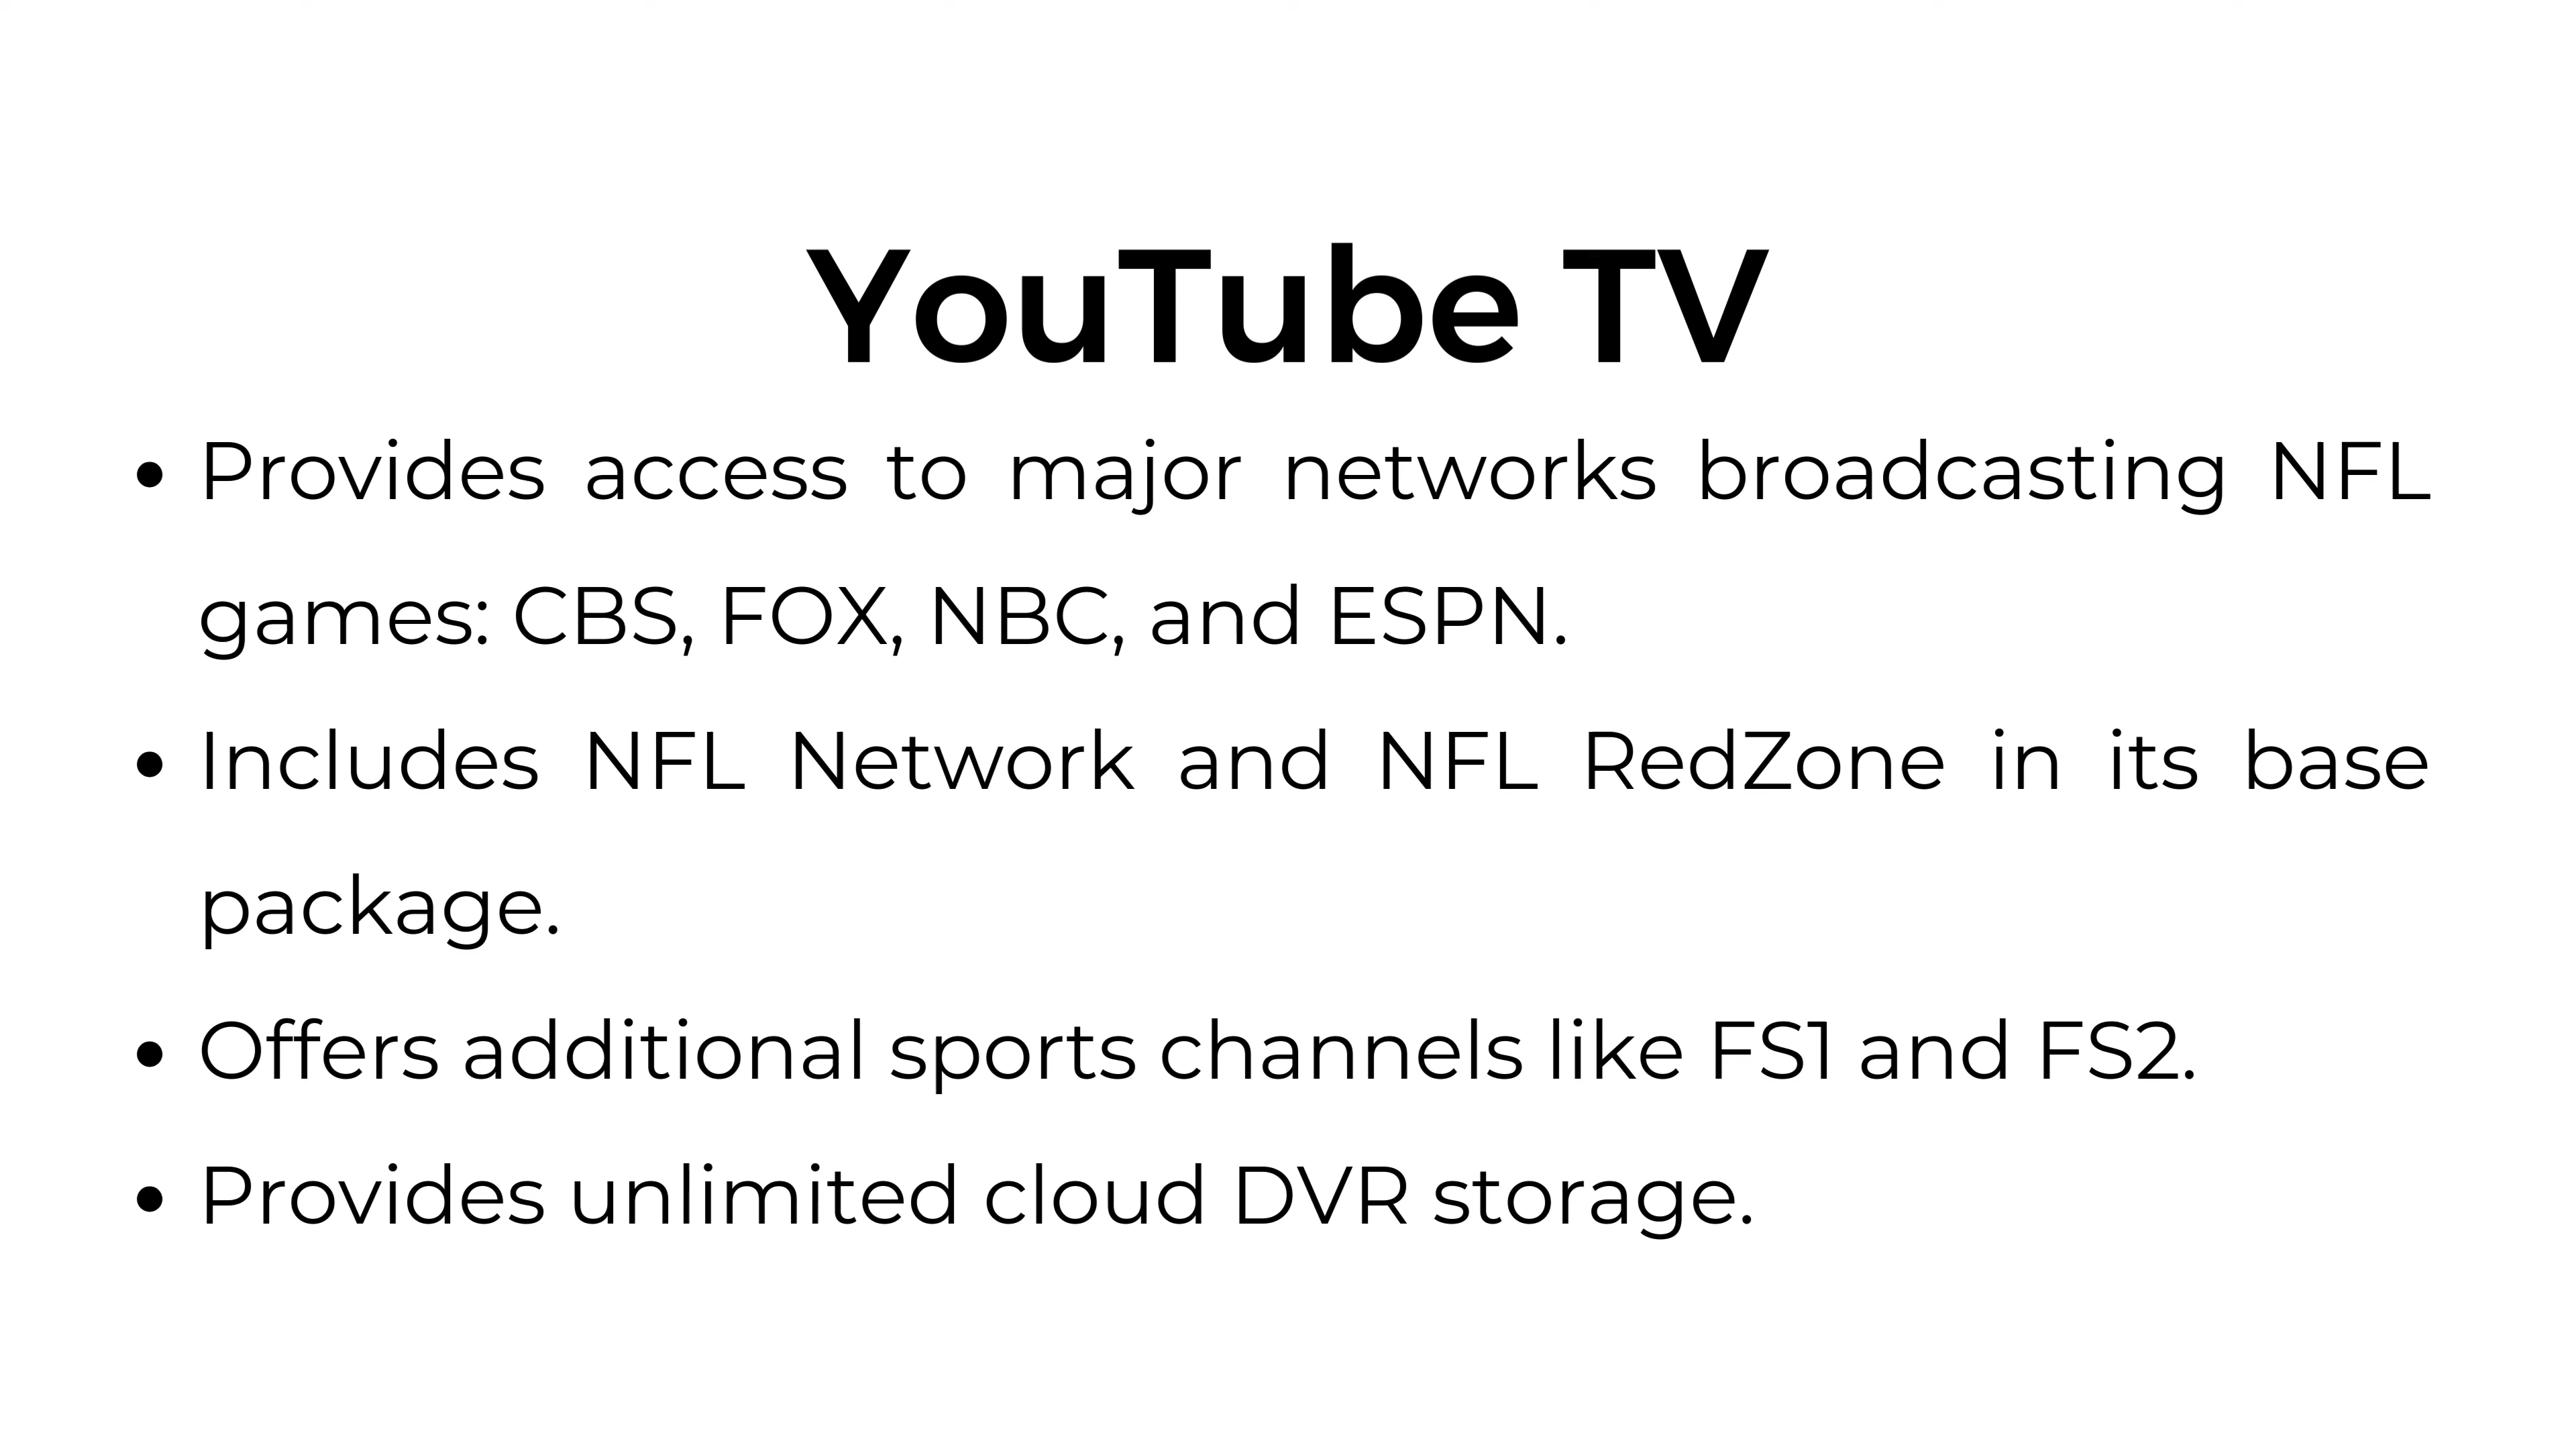 YouTube TV
• Provides access to major networks broadcasting NFL
games: CBS, FOX, NBC, and ESPN.
• Includes NFL Network and NFL RedZone in its base
package.
• Offers additional sports channels like FS1 and FS2.
• Provides unlimited cloud DVR storage.